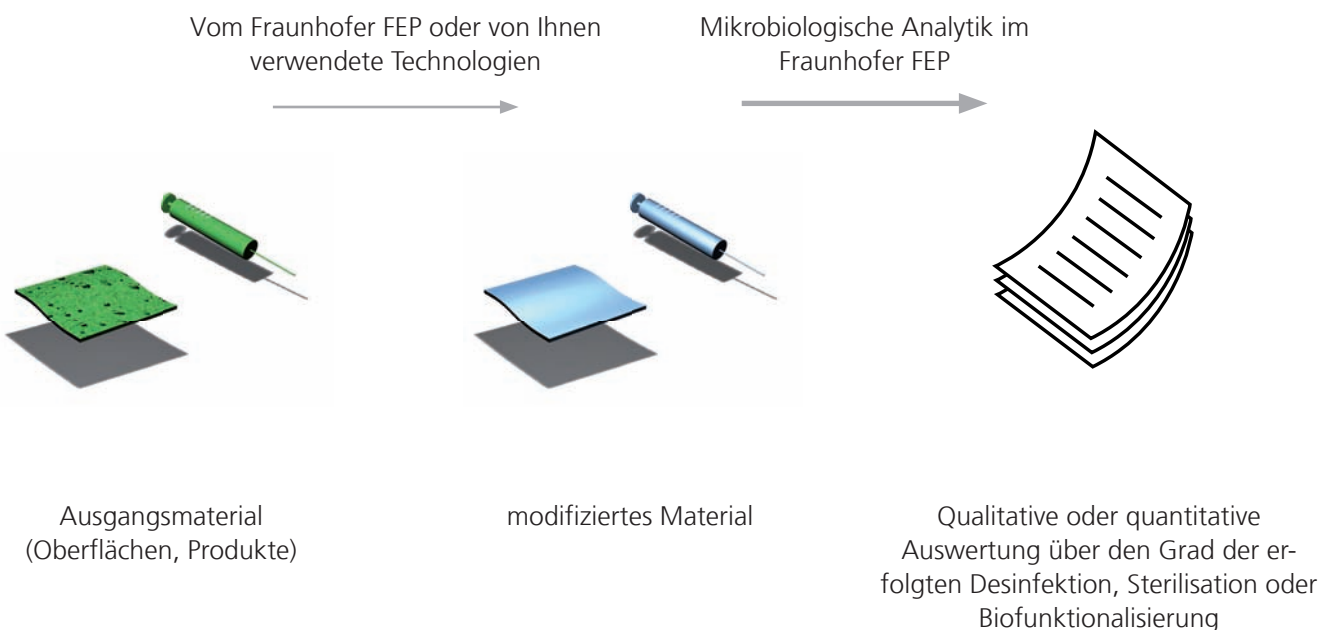 Vom Fraunhofer FEP oder von Ihnen
verwendete Technologien
Mikrobiologische Analytik im
Fraunhofer FEP
Ausgangsmaterial
(Oberflächen, Produkte)
modifiziertes Material
Qualitative oder quantitative
Auswertung über den Grad der er-
folgten Desinfektion, Sterilisation oder
Biofunktionalisierung